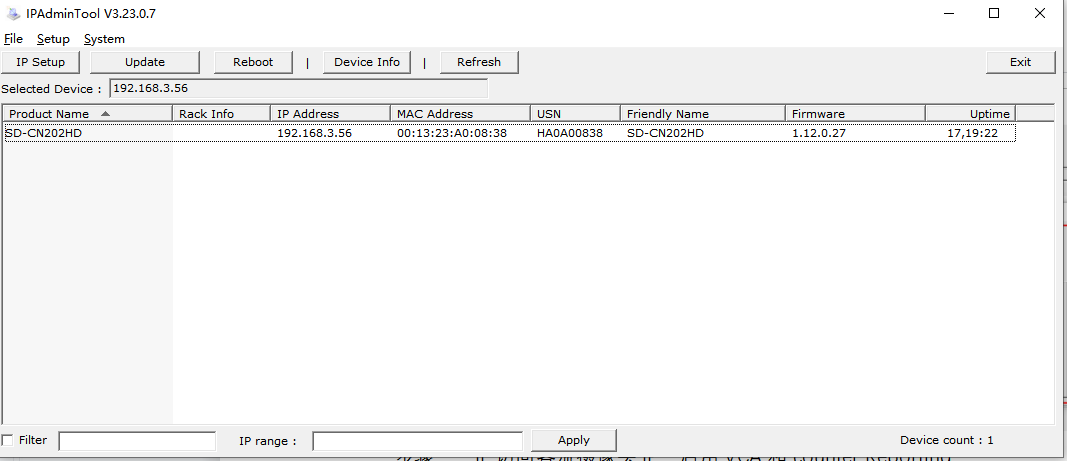 IPAdminTool V3.23.0.7
File Setup System
IP Setup Update Reboot | Device Info | Refresh Exit
Selected Device : 192.168.3.56
Product Name Rack Info IP Address MAC Address USN Friendly Name Firmware Uptime
SD-CN202HD 192.168.3.56 00:13:23:A0:08:38 HA0A00838 SD-CN202HD 1.12.0.27 17,19:22
Filter IP range : Apply Device count : 1
VCA counter Reporting